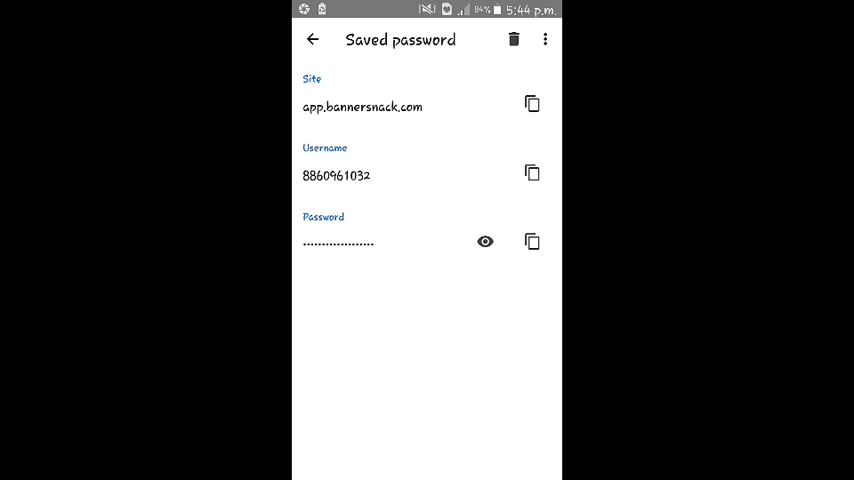 84% 5:44 p.m.
Saved password
Site
app.bannersnack.com
Username
8860961032
Password
...................